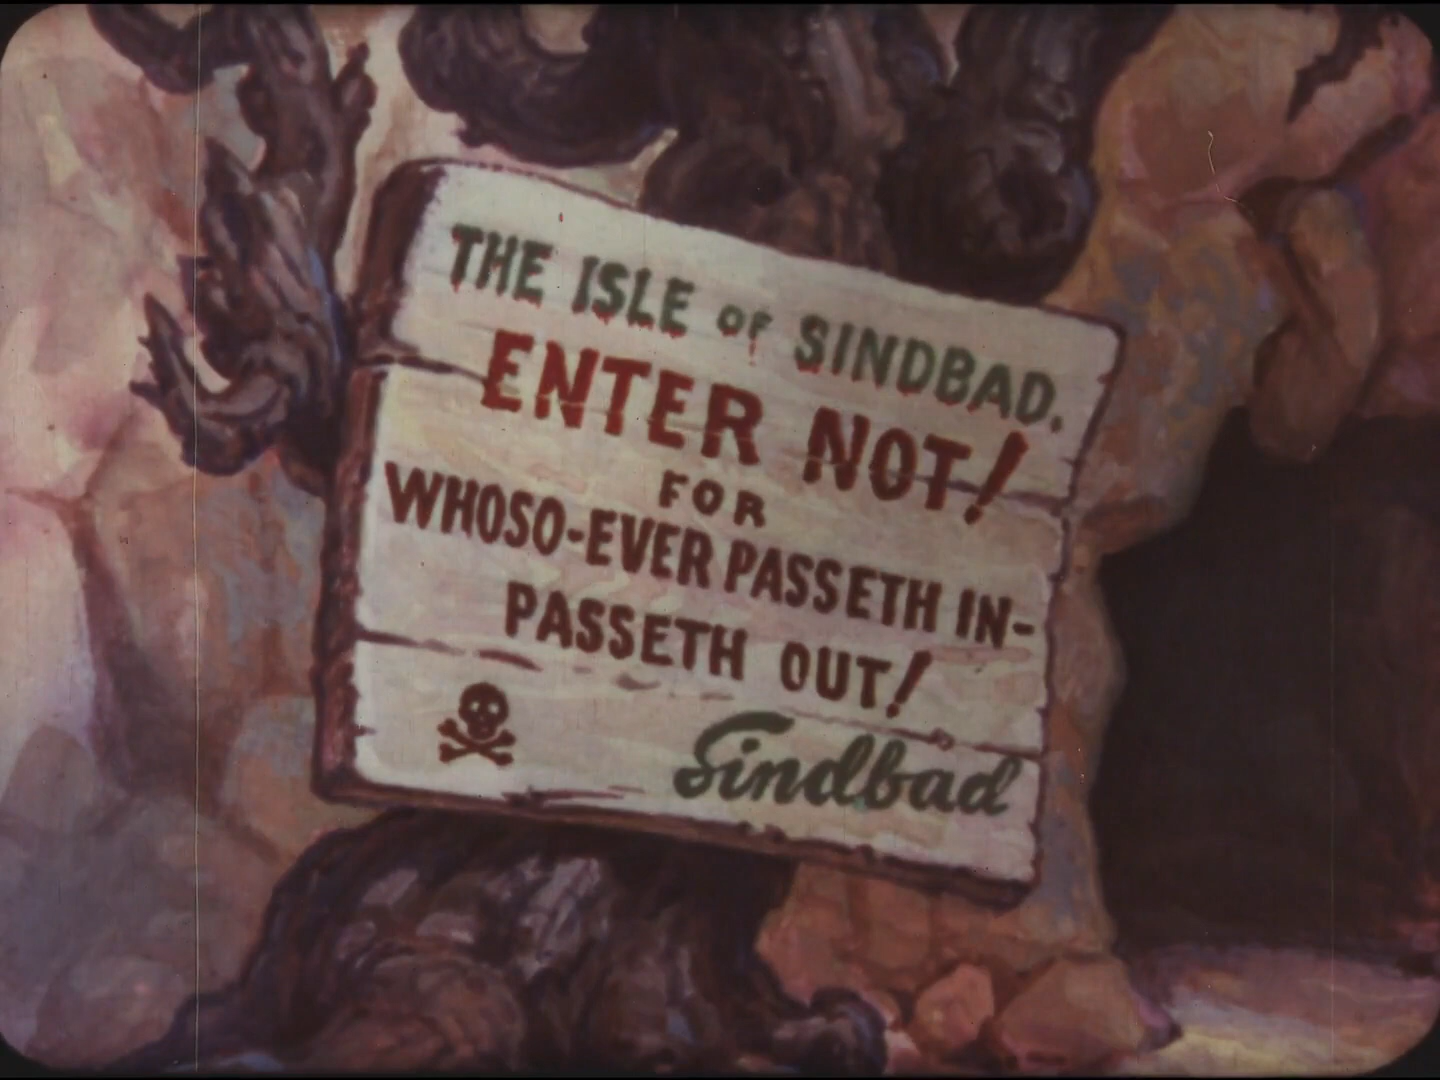 THE ISLE OF SINDBAD.
ENTER NOT!
FOR
WHOSO-EVER PASSETH IN-
PASSETH OUT!
Sindbad